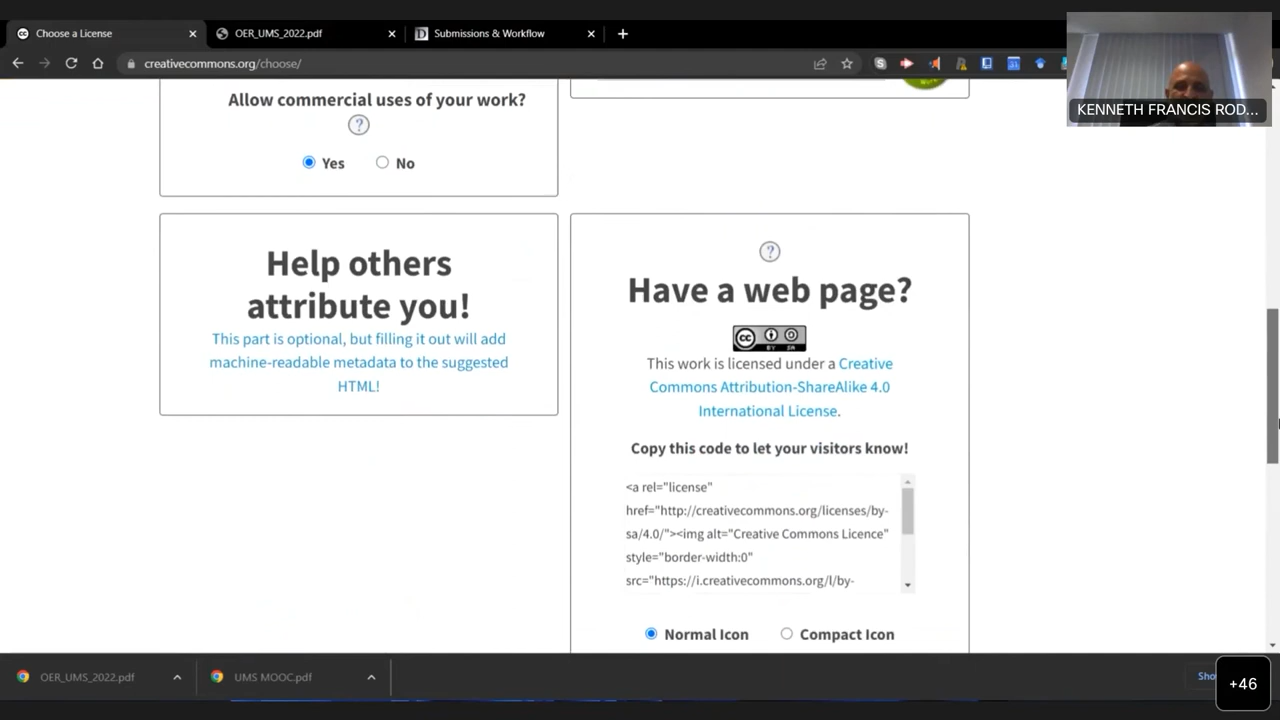 Choose a License
OER_UMS_2022.pdf
Submissions & Workflow
creativecommons.org/choose/
KENNETH FRANCIS ROD...
Allow commercial uses of your work?
?
Yes No
Help others
attribute you!
This part is optional, but filling it out will add
machine-readable metadata to the suggested
HTML!
?
Have a web page?
cc BY SA
This work is licensed under a Creative
Commons Attribution-ShareAlike 4.0
International License.
Copy this code to let your visitors know!
<a rel="license"
href="http://creativecommons.org/licenses/by-
sa/4.0/"><img alt="Creative Commons Licence"
style="border-width:0"
src="https://i.creativecommons.org/l/by-
Normal Icon Compact Icon
OER_UMS_2022.pdf
UMS MOOC.pdf
Sho
+46